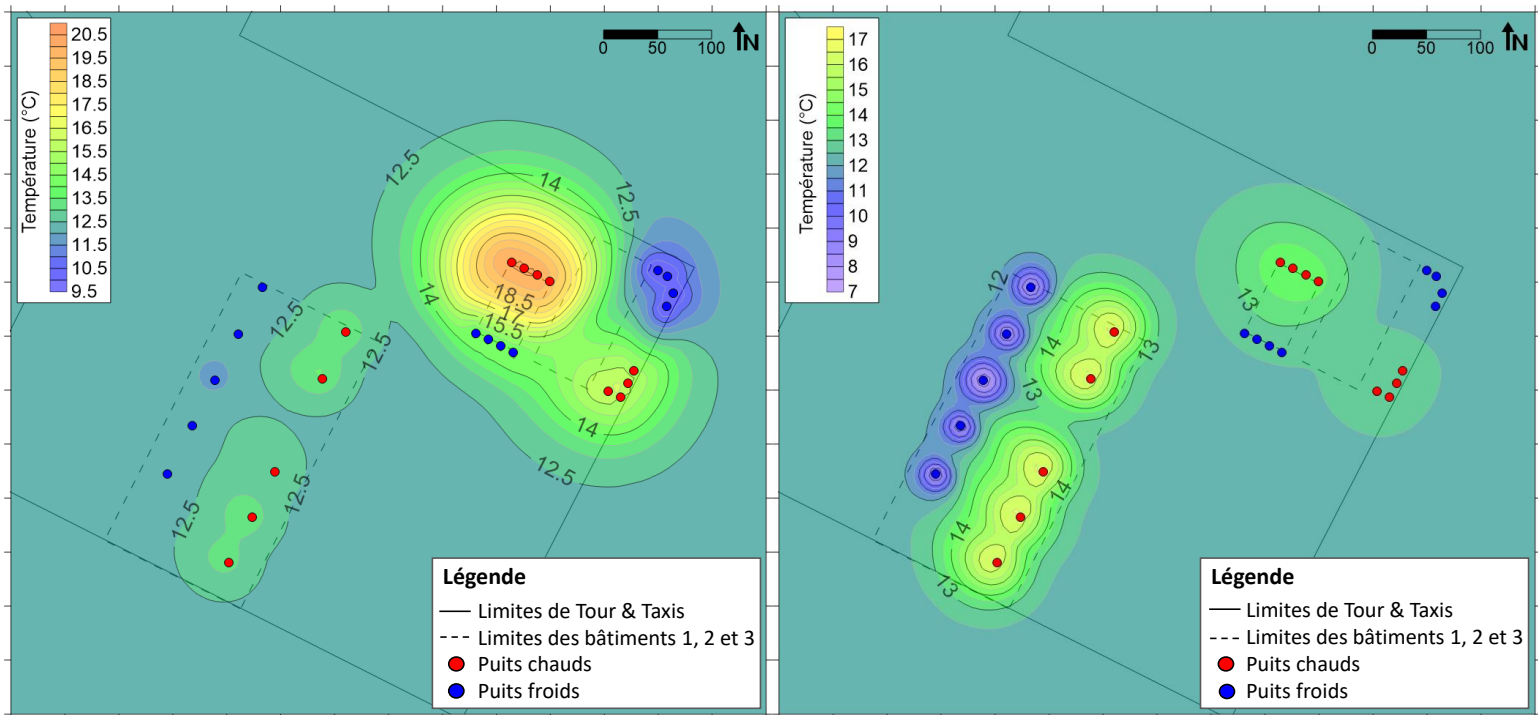 Température (°C)
20.5
19.5
18.5
17.5
16.5
15.5
14.5
13.5
12.5
11.5
10.5
9.5
0 50 100
N
12.5
14
12.5
14
18.5
17
15.5
12.5
12.5
14
12.5
12.5
12.5
Légende
Limites de Tour & Taxis
Limites des bâtiments 1, 2 et 3
Puits chauds
Puits froids
Température (°C)
17
16
15
14
13
12
11
10
9
8
7
0 50 100
N
12
13
14
13
13
14
14
13
Légende
Limites de Tour & Taxis
Limites des bâtiments 1, 2 et 3
Puits chauds
Puits froids